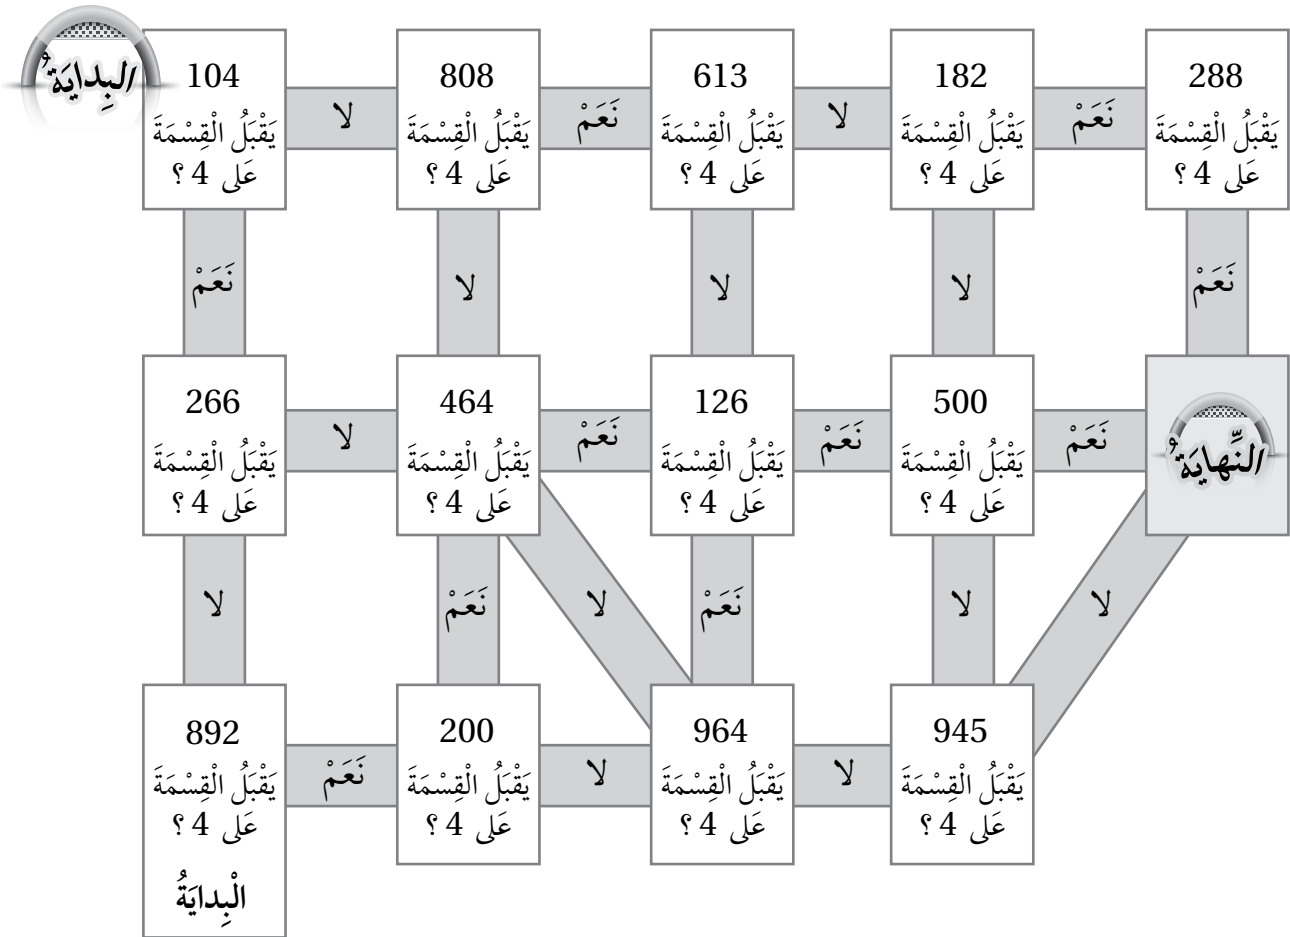 الْبِدايَةُ
104
يَقْبَلُ الْقِسْمَةَ
عَلى 4 ؟
لا
808
يَقْبَلُ الْقِسْمَةَ
عَلى 4 ؟
نَعَمْ
613
يَقْبَلُ الْقِسْمَةَ
عَلى 4 ؟
لا
182
يَقْبَلُ الْقِسْمَةَ
عَلى 4 ؟
نَعَمْ
288
يَقْبَلُ الْقِسْمَةَ
عَلى 4 ؟
نَعَمْ
لا
لا
لا
نَعَمْ
266
يَقْبَلُ الْقِسْمَةَ
عَلى 4 ؟
لا
464
يَقْبَلُ الْقِسْمَةَ
عَلى 4 ؟
نَعَمْ
126
يَقْبَلُ الْقِسْمَةَ
عَلى 4 ؟
نَعَمْ
500
يَقْبَلُ الْقِسْمَةَ
عَلى 4 ؟
نَعَمْ
النِّهايَةُ
لا
نَعَمْ
لا
نَعَمْ
لا
لا
892
يَقْبَلُ الْقِسْمَةَ
عَلى 4 ؟
الْبِدايَةُ
نَعَمْ
200
يَقْبَلُ الْقِسْمَةَ
عَلى 4 ؟
لا
964
يَقْبَلُ الْقِسْمَةَ
عَلى 4 ؟
لا
945
يَقْبَلُ الْقِسْمَةَ
عَلى 4 ؟